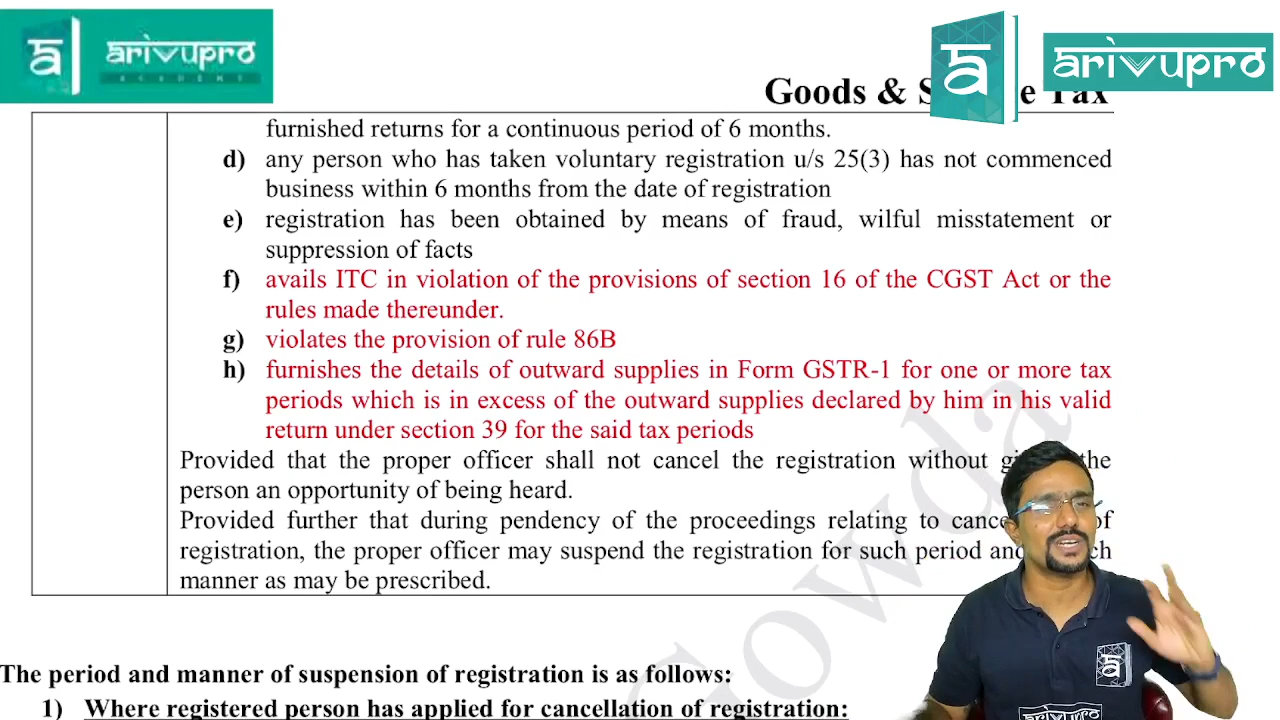 arivupro
ACADEMY
arivupro
Goods & S e Tax
furnished returns for a continuous period of 6 months.
d) any person who has taken voluntary registration u/s 25(3) has not commenced
business within 6 months from the date of registration
e) registration has been obtained by means of fraud, wilful misstatement or
suppression of facts
f) avails ITC in violation of the provisions of section 16 of the CGST Act or the
rules made thereunder.
g) violates the provision of rule 86B
h) furnishes the details of outward supplies in Form GSTR-1 for one or more tax
periods which is in excess of the outward supplies declared by him in his valid
return under section 39 for the said tax periods
Provided that the proper officer shall not cancel the registration without the
person an opportunity of being heard.
Provided further that during pendency of the proceedings relating to of
registration, the proper officer may suspend the registration for such period
manner as may be prescribed.
Gowda
The period and manner of suspension of registration is as follows:
1) Where registered person has applied for cancellation of registration:
arivupro